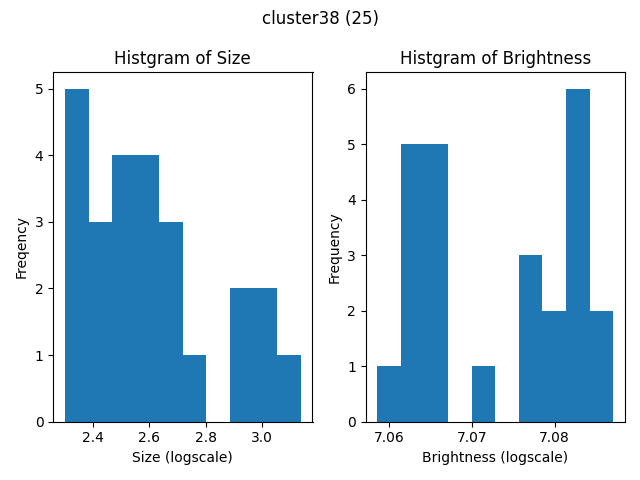 cluster38 (25)
Histgram of Size
Freqency
5
4
3
2
1
0
2.4 2.6 2.8 3.0
Size (logscale)
Histgram of Brightness
Frequency
6
5
4
3
2
1
0
7.06 7.07 7.08
Brightness (logscale)